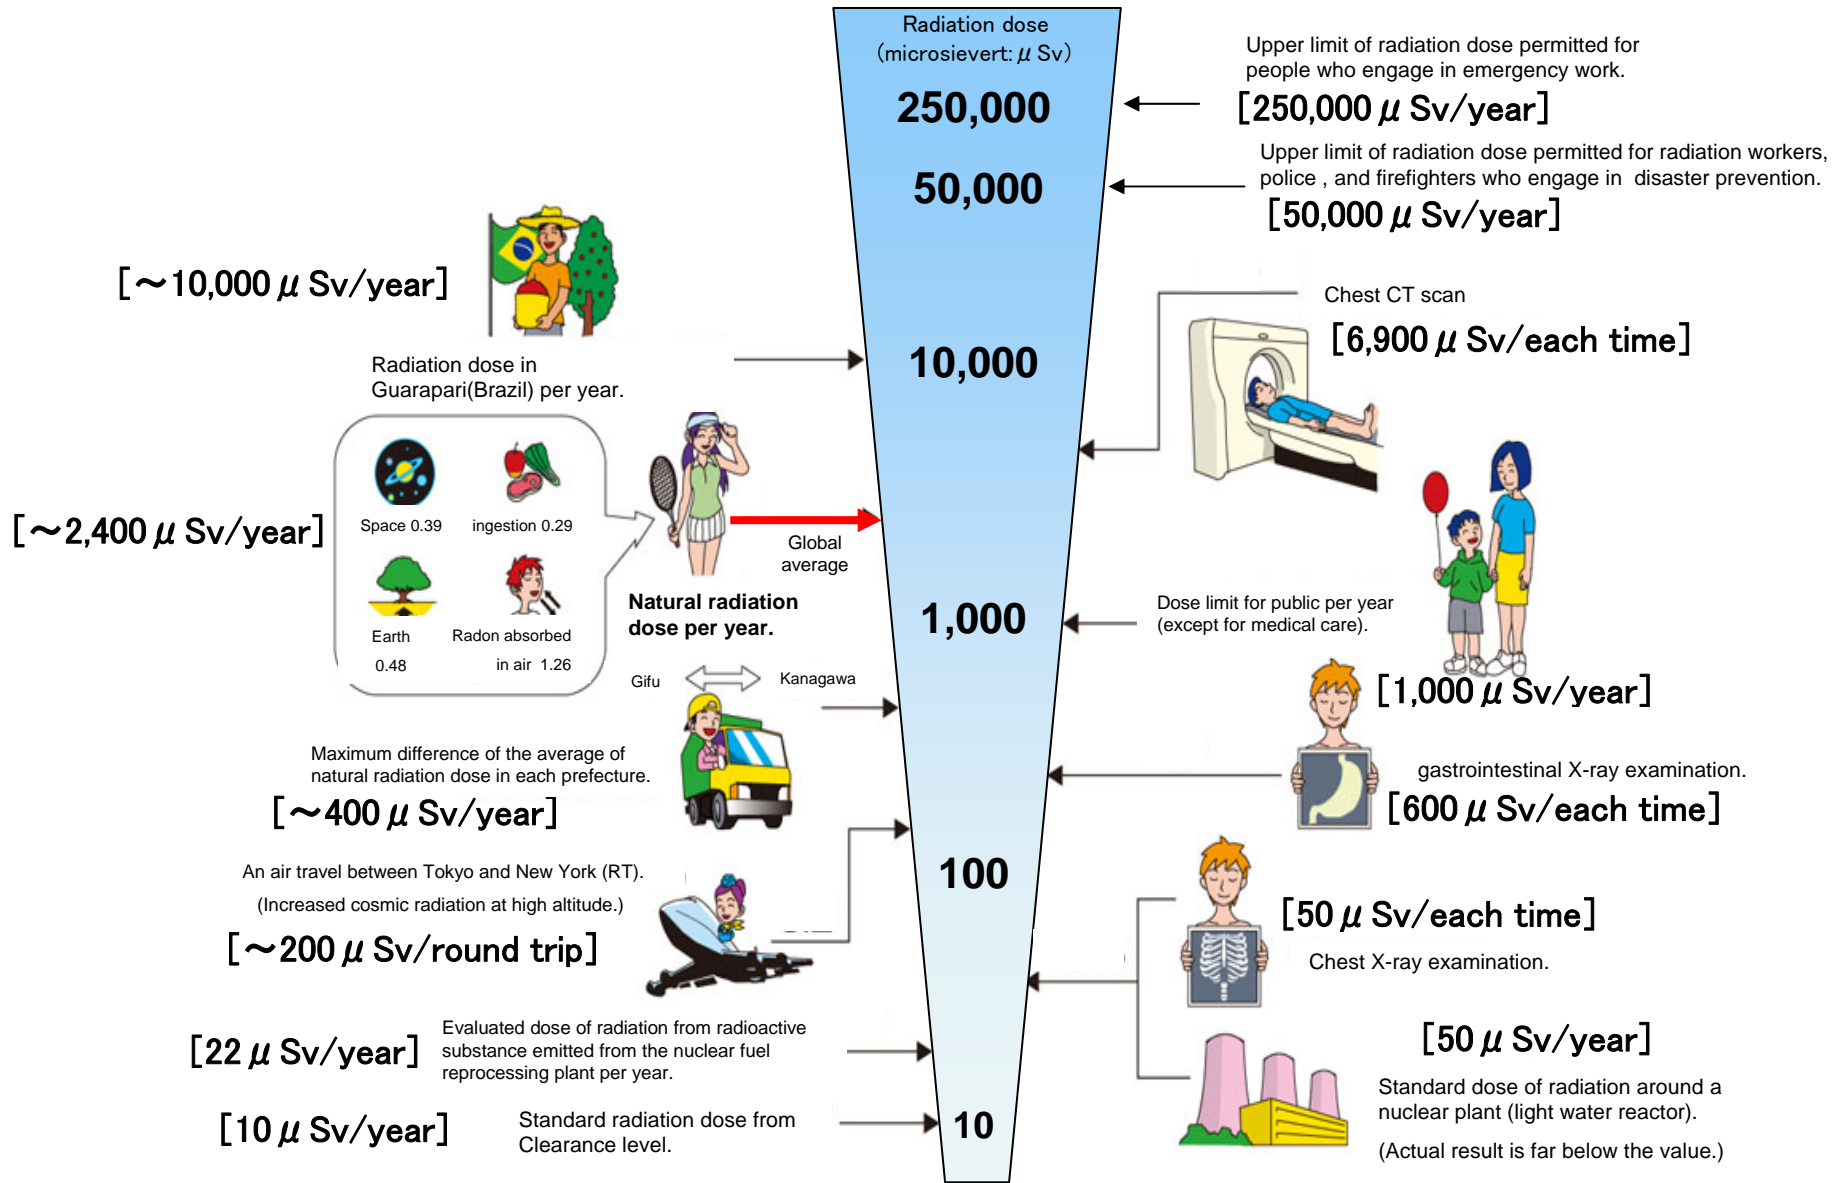 Radiation dose
(microsievert: μ Sv)
250,000
50,000
10,000
1,000
100
10
Upper limit of radiation dose permitted for
people who engage in emergency work.
[250,000 μ Sv/year]
Upper limit of radiation dose permitted for radiation workers,
police , and firefighters who engage in disaster prevention.
[50,000 μ Sv/year]
[～10,000 μ Sv/year]
Radiation dose in
Guarapari(Brazil) per year.
Chest CT scan
[6,900 μ Sv/each time]
[～2,400 μ Sv/year]
Space 0.39
ingestion 0.29
Earth
0.48
Radon absorbed
in air 1.26
Global
average
Natural radiation
dose per year.
Dose limit for public per year
(except for medical care).
[1,000 μ Sv/year]
Gifu
Kanagawa
Maximum difference of the average of
natural radiation dose in each prefecture.
[～400 μ Sv/year]
gastrointestinal X-ray examination.
[600 μ Sv/each time]
An air travel between Tokyo and New York (RT).
(Increased cosmic radiation at high altitude.)
[～200 μ Sv/round trip]
[50 μ Sv/each time]
Chest X-ray examination.
[22 μ Sv/year]
Evaluated dose of radiation from radioactive
substance emitted from the nuclear fuel
reprocessing plant per year.
[50 μ Sv/year]
Standard dose of radiation around a
nuclear plant (light water reactor).
(Actual result is far below the value.)
[10 μ Sv/year]
Standard radiation dose from
Clearance level.